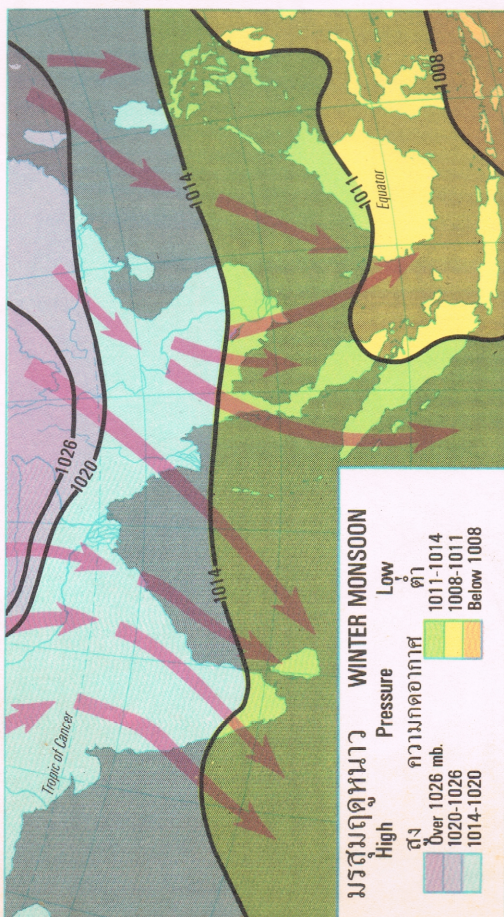 มรสุมฤดูหนาว WINTER MONSOON
High Pressure Low
สูง ความกดอากาศ ต่ำ
Over 1026 mb.
1020-1026
1014-1020
1011-1014
1008-1011
Below 1008
Tropic of Cancer
1026
1020
1014
1014
1011
1008
Equator